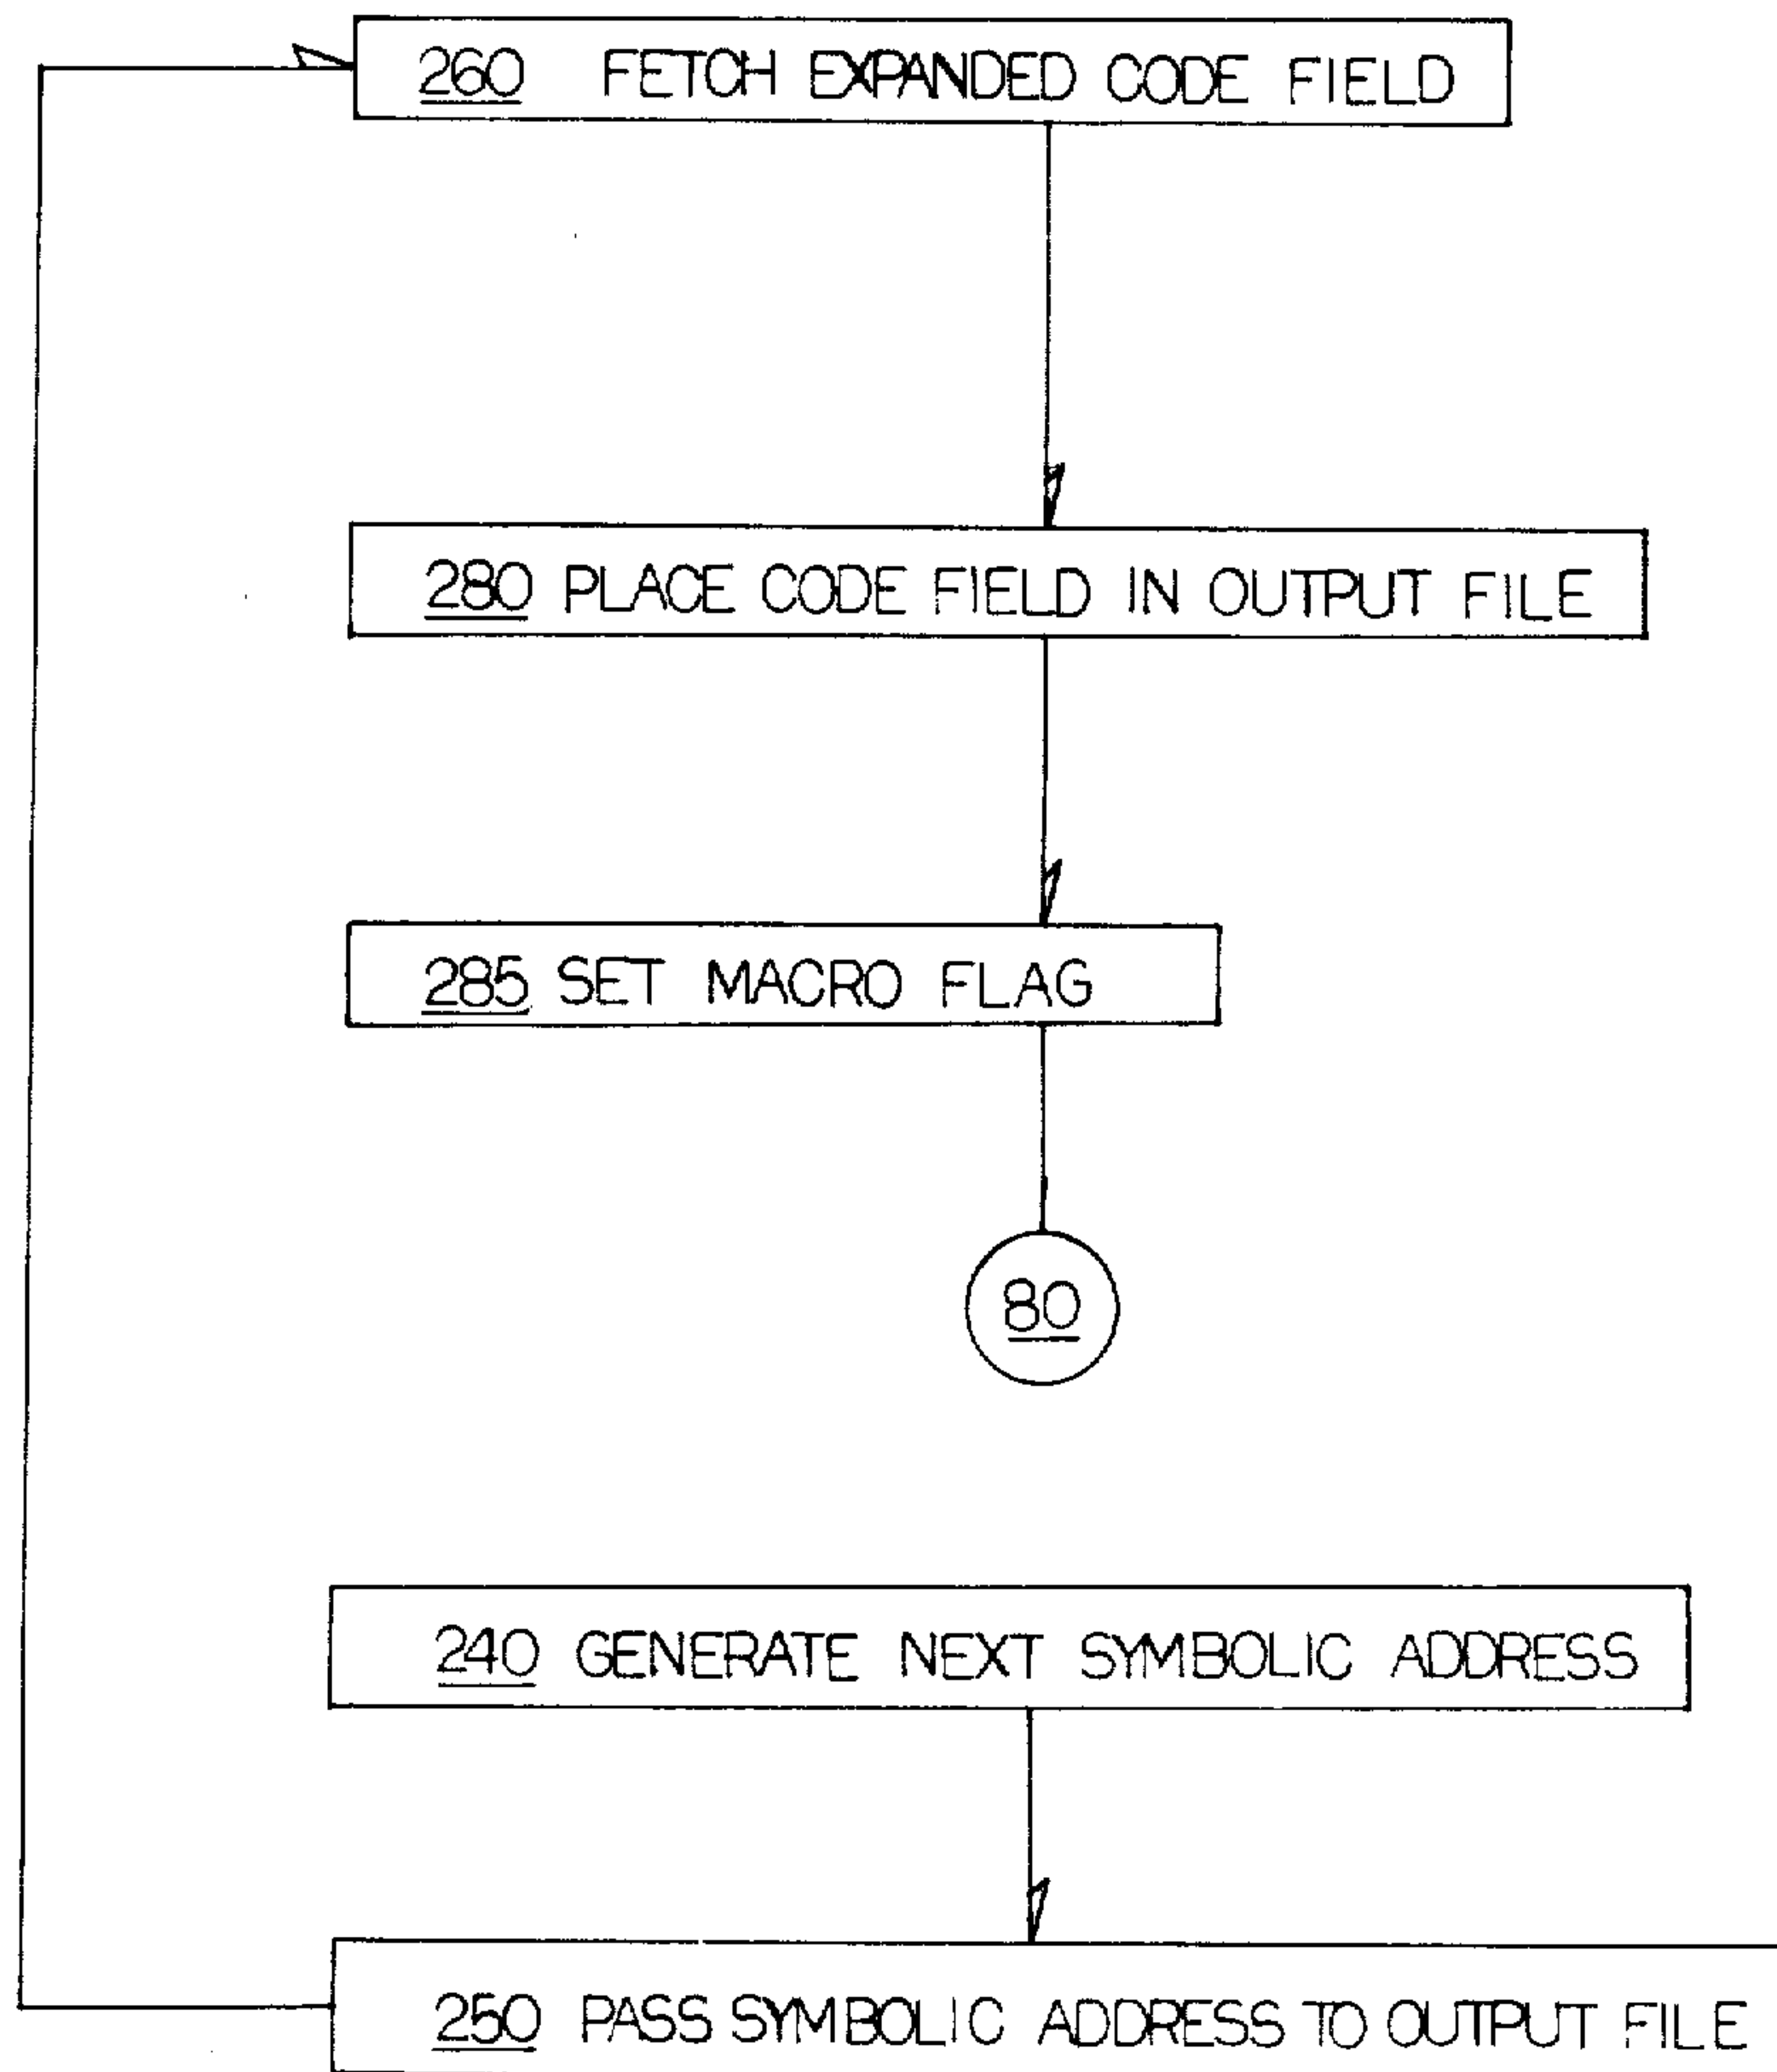 260 FETCH EXPANDED CODE FIELD
280 PLACE CODE FIELD IN OUTPUT FILE
285 SET MACRO FLAG
80
240 GENERATE NEXT SYMBOLIC ADDRESS
250 PASS SYMBOLIC ADDRESS TO OUTPUT FILE